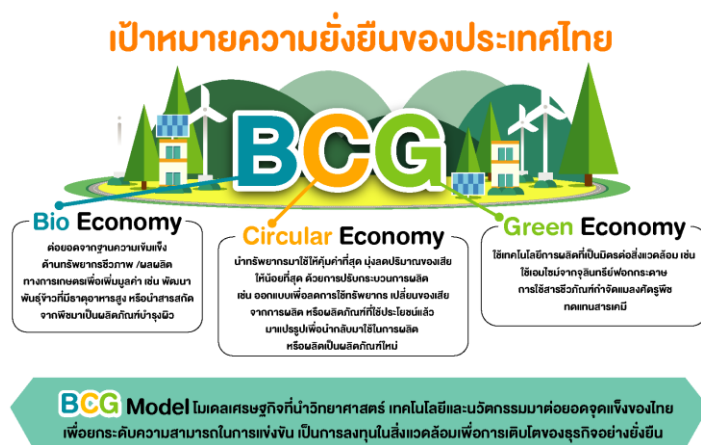 เป้าหมายความยั่งยืนของประเทศไทย
BCG
Bio Economy
ต่อยอดจากฐานความเข้มแข็ง
ด้านทรัพยากรชีวภาพ /ผลผลิต
ทางการเกษตรเพื่อเพิ่มมูลค่า เช่น พัฒนา
พันธุ์ข้าวที่มีธาตุอาหารสูง หรือนำสารสกัด
จากพืชมาเป็นผลิตภัณฑ์บำรุงผิว
Circular Economy
นำทรัพยากรมาใช้ให้คุ้มค่าที่สุด มุ่งลดปริมาณของเสีย
ให้น้อยที่สุด ด้วยการปรับกระบวนการผลิต
เช่น ออกแบบเพื่อลดการใช้ทรัพยากร เปลี่ยนของเสีย
จากการผลิต หรือผลิตภัณฑ์ที่ใช้ประโยชน์แล้ว
มาแปรรูปเพื่อนำกลับมาใช้ในการผลิต
หรือผลิตเป็นผลิตภัณฑ์ใหม่
Green Economy
ใช้เทคโนโลยีการผลิตที่เป็นมิตรต่อสิ่งแวดล้อม เช่น
ใช้เอนไซม์จากจุลินทรีย์ฟอกกระดาษ
การใช้สารชีวภัณฑ์กำจัดแมลงศัตรูพืช
ทดแทนสารเคมี
BCG Model โมเดลเศรษฐกิจที่นำวิทยาศาสตร์ เทคโนโลยีและนวัตกรรมมาต่อยอดจุดแข็งของไทย
เพื่อยกระดับความสามารถในการแข่งขัน เป็นการลงทุนในสิ่งแวดล้อมเพื่อการเติบโตของธุรกิจอย่างยั่งยืน